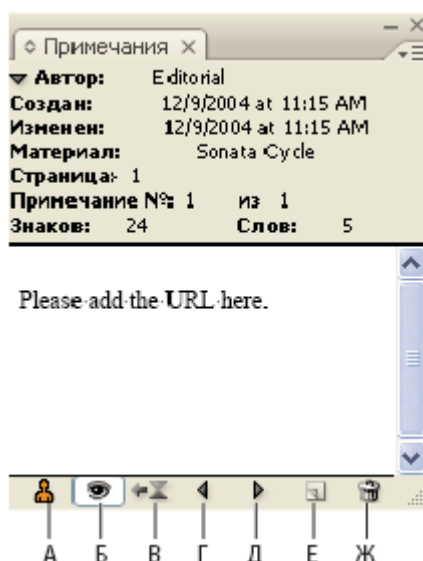 Примечания
Автор: Editorial
Создан: 12/9/2004 at 11:15 AM
Изменен: 12/9/2004 at 11:15 AM
Материал: Sonata Cycle
Страница: 1
Примечание №: 1 из 1
Знаков: 24 Слов: 5
Please add the URL here.
А Б В Г Д Е Ж